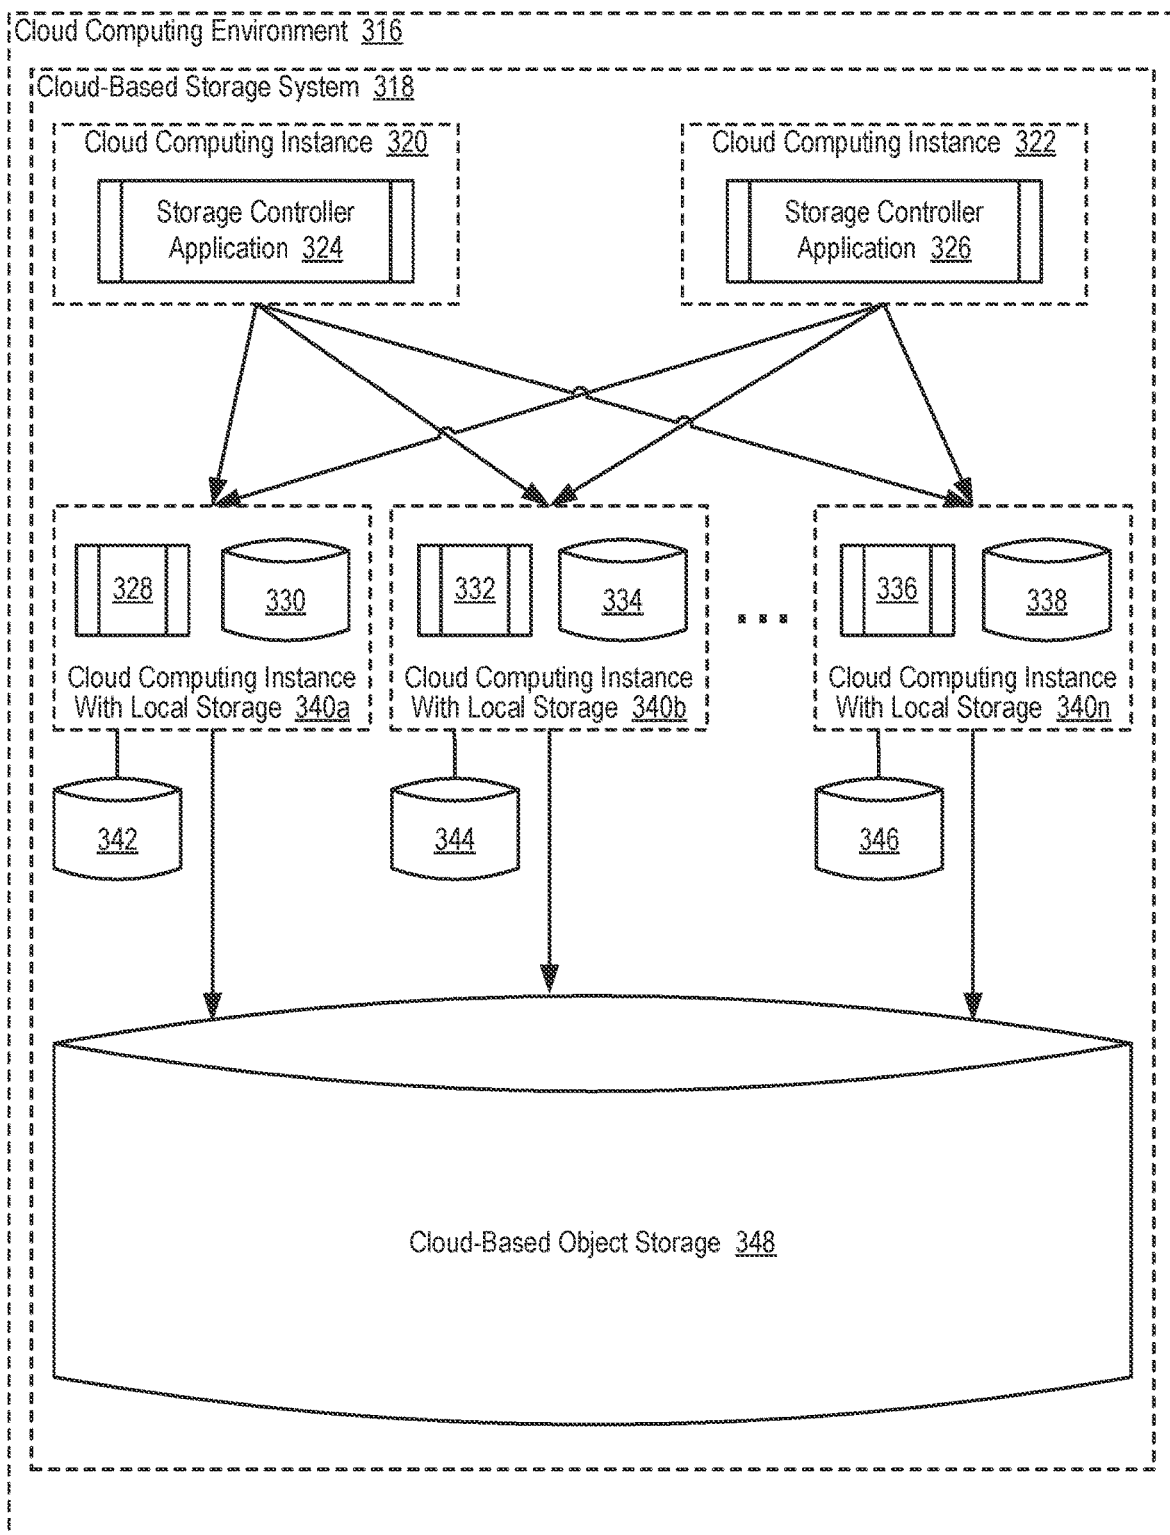 Cloud Computing Environment 316
Cloud-Based Storage System 318
Cloud Computing Instance 320
Storage Controller
Application 324
Cloud Computing Instance 322
Storage Controller
Application 326
328
330
Cloud Computing Instance
With Local Storage 340a
332
334
Cloud Computing Instance
With Local Storage 340b
...
336
338
Cloud Computing Instance
With Local Storage 340n
342
344
346
Cloud-Based Object Storage 348